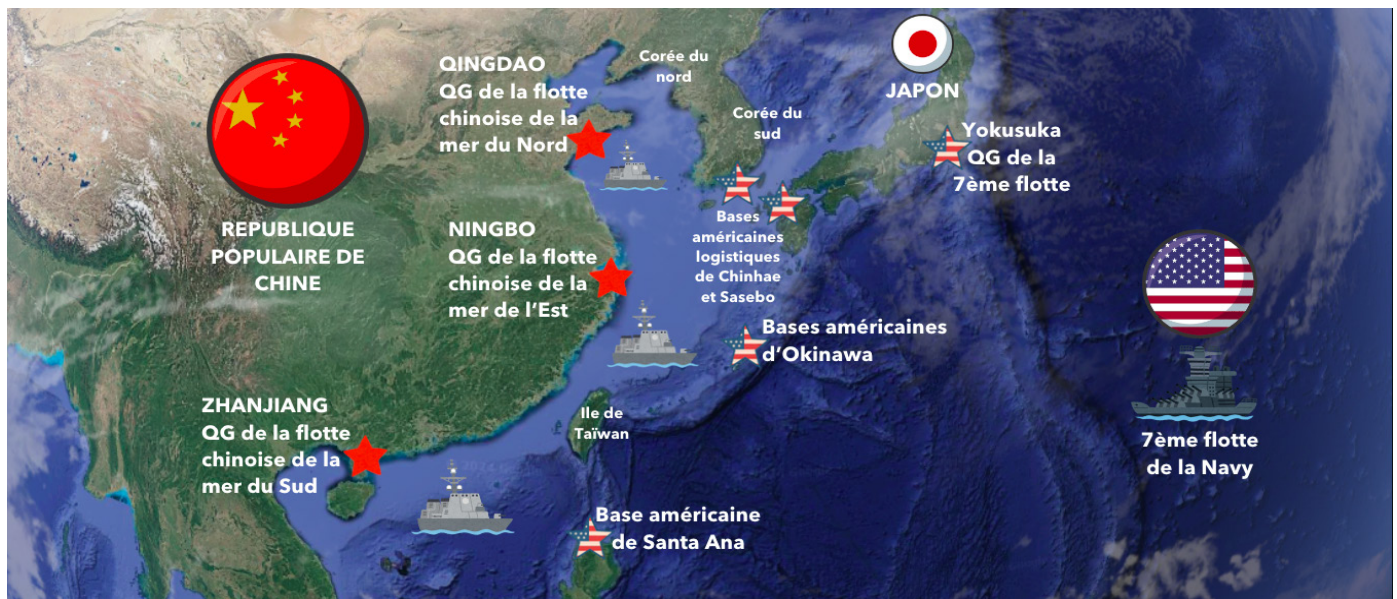 QINGDAO
QG de la flotte
chinoise de la
mer du Nord
Corée du
nord
Corée du
sud
JAPON
Yokusuka
QG de la
7ème flotte
REPUBLIQUE
POPULAIRE DE
CHINE
NINGBO
QG de la flotte
chinoise de la
mer de l'Est
Bases
américaines
logistiques
de Chinhae
et Sasebo
Bases américaines
d'Okinawa
ZHANJIANG
QG de la flotte
chinoise de la
mer du Sud
Ile de
Taïwan
7ème flotte
de la Navy
Base américaine
de Santa Ana